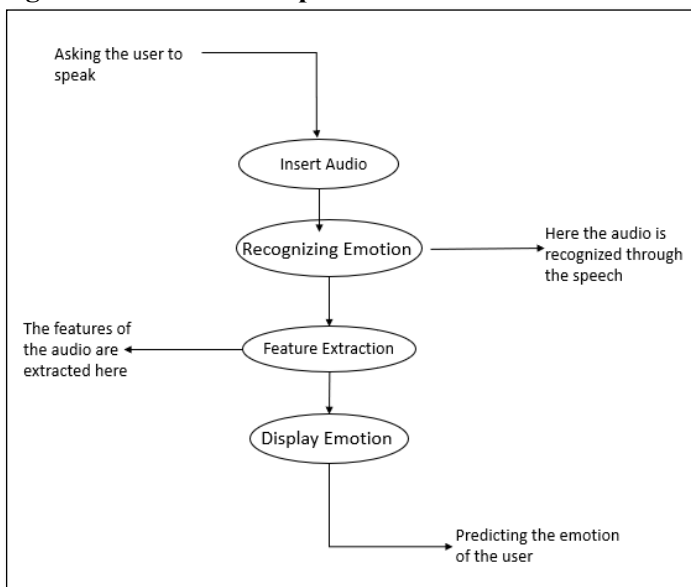 Asking the user to
speak
Insert Audio
Recognizing Emotion
Here the audio is
recognized through
the speech
The features of
the audio are
extracted here
Feature Extraction
Display Emotion
Predicting the emotion
of the user